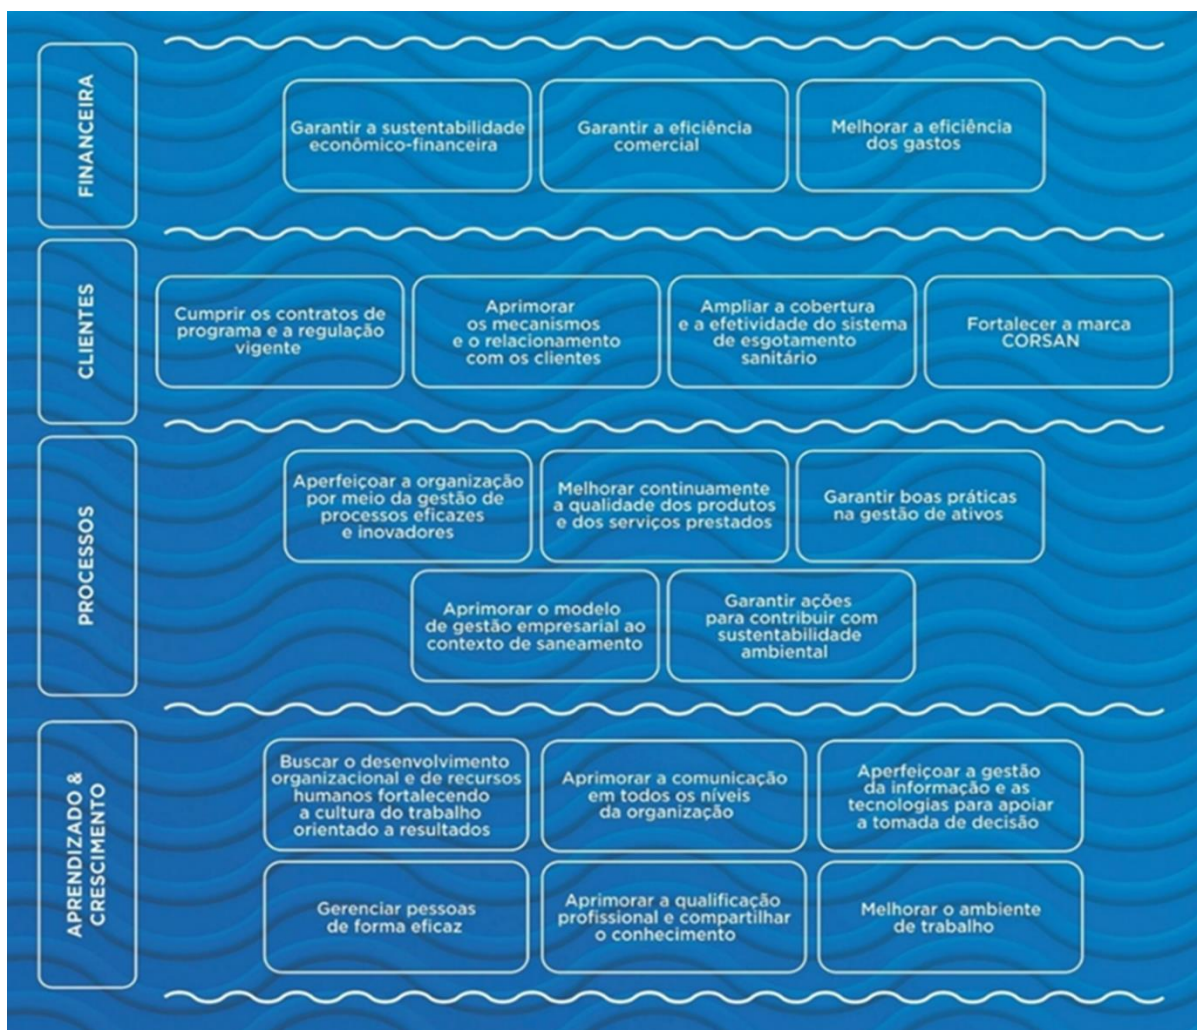 FINANCEIRA
Garantir a sustentabilidade
econômico-financeira
Garantir a eficiência
comercial
Melhorar a eficiência
dos gastos
CLIENTES
Cumprir os contratos de
programa e a regulação
vigente
Aprimorar
os mecanismos
e o relacionamento
com os clientes
Ampliar a cobertura
e a efetividade do sistema
de esgotamento
sanitário
Fortalecer a marca
CORSAN
PROCESSOS
Aperfeiçoar a organização
por meio da gestão de
processos eficazes
e inovadores
Melhorar continuamente
a qualidade dos produtos
e dos serviços prestados
Garantir boas práticas
na gestão de ativos
Aprimorar o modelo
de gestão empresarial ao
contexto de saneamento
Garantir ações
para contribuir com
sustentabilidade
ambiental
APRENDIZADO &
CRESCIMENTO
Buscar o desenvolvimento
organizacional e de recursos
humanos fortalecendo
a cultura do trabalho
orientado a resultados
Aprimorar a comunicação
em todos os níveis
da organização
Aperfeiçoar a gestão
da informação e as
tecnologias para apoiar
a tomada de decisão
Gerenciar pessoas
de forma eficaz
Aprimorar a qualificação
profissional e compartilhar
o conhecimento
Melhorar o ambiente
de trabalho